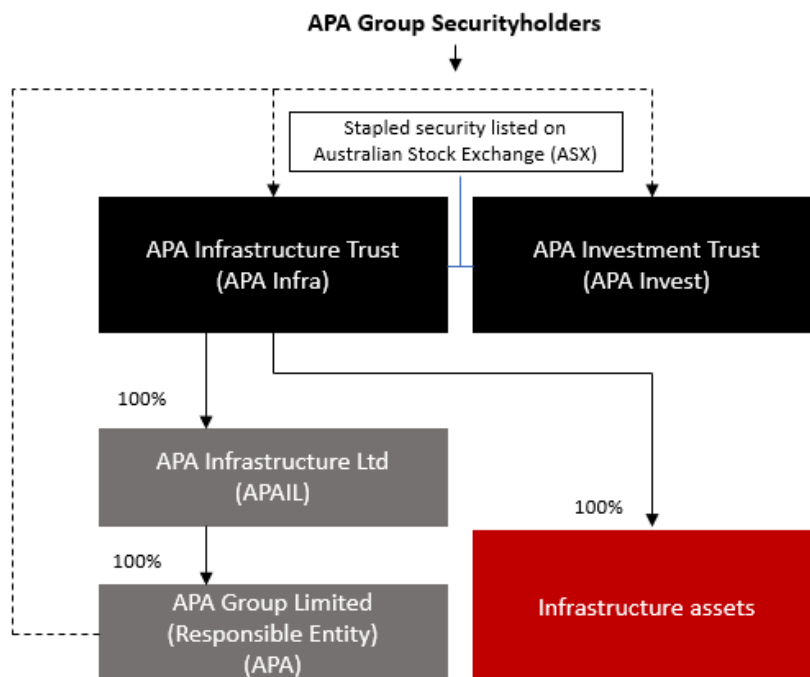 APA Group Securityholders
Stapled security listed on
Australian Stock Exchange (ASX)
APA Infrastructure Trust
(APA Infra)
APA Investment Trust
(APA Invest)
100%
APA Infrastructure Ltd
(APAIL)
100%
100%
APA Group Limited
(Responsible Entity)
(APA)
Infrastructure assets